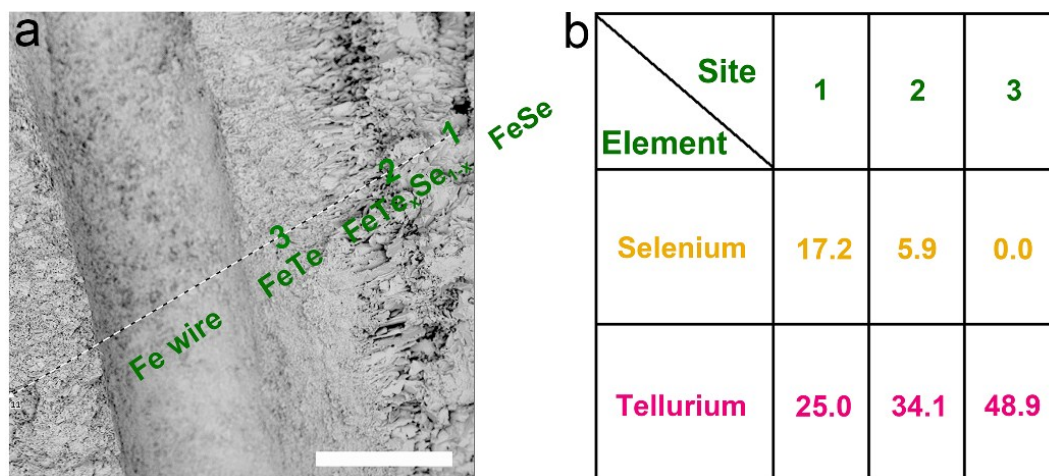 a
1
FeSe
2
FeTexSe1-x
3
FeTe
Fe wire
11
b
Site
1
2
3
Element
Selenium
17.2
5.9
0.0
Tellurium
25.0
34.1
48.9